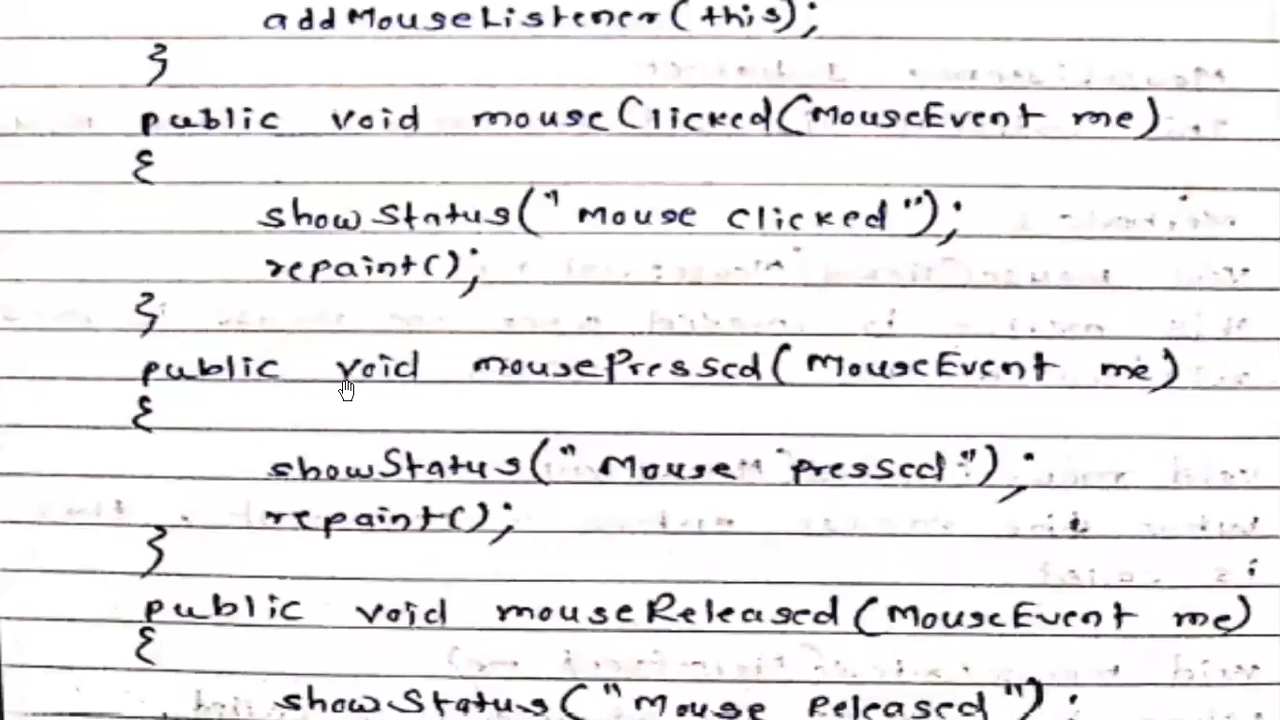 addMouseListener(this);
}
public void mouseClicked(MouseEvent me)
{
showStatus("Mouse Clicked");
repaint();
}
public void mousePressed(MouseEvent me)
{
showStatus("Mouse pressed");
repaint();
}
public void mouseReleased(MouseEvent me)
{
showStatus("Mouse Released");